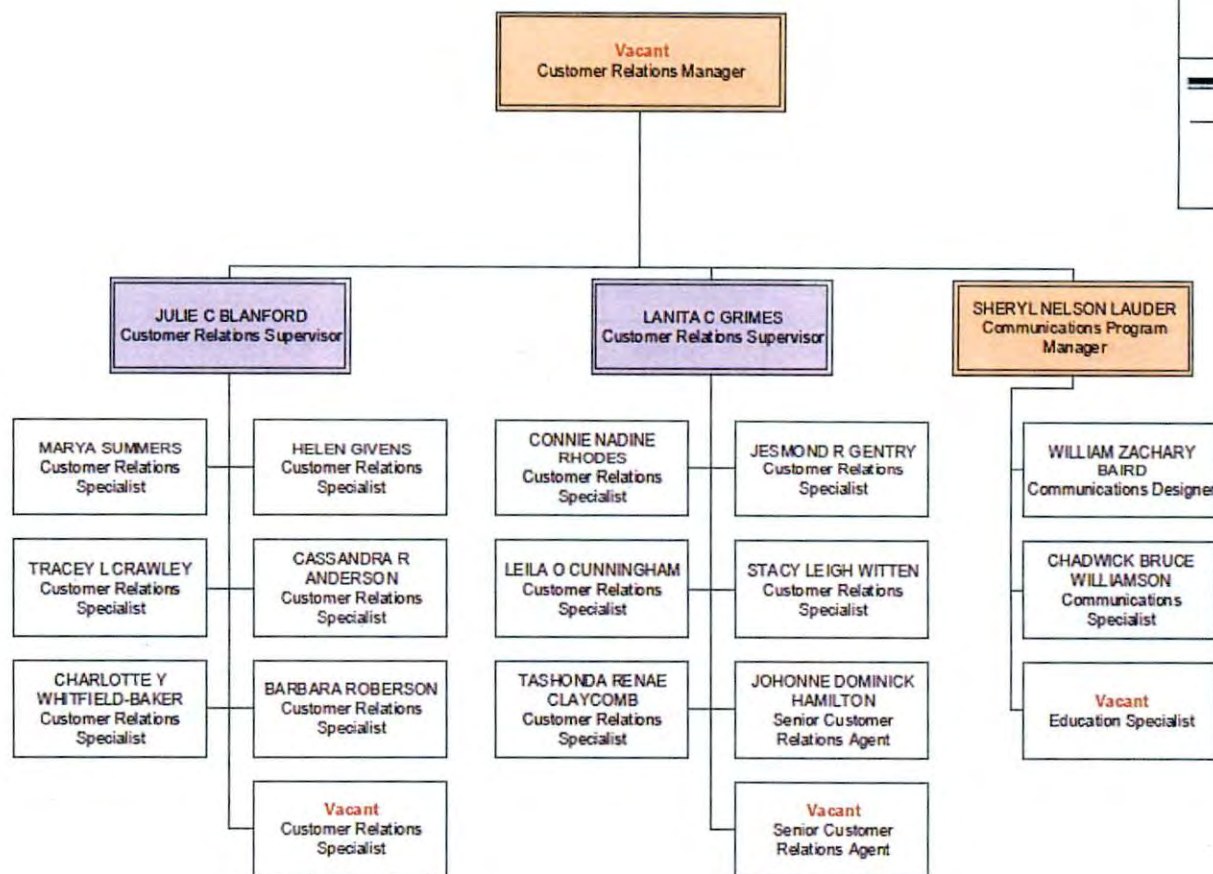 Vacant
Customer Relations Manager
JULIE C BLANFORD
Customer Relations Supervisor
LANITA C GRIMES
Customer Relations Supervisor
SHERYL NELSON LAUDER
Communications Program
Manager
MARYA SUMMERS
Customer Relations
Specialist
HELEN GIVENS
Customer Relations
Specialist
TRACEY L CRAWLEY
Customer Relations
Specialist
CASSANDRA R
ANDERSON
Customer Relations
Specialist
CHARLOTTE Y
WHITFIELD-BAKER
Customer Relations
Specialist
BARBARA ROBERSON
Customer Relations
Specialist
Vacant
Customer Relations
Specialist
CONNIE NADINE
RHODES
Customer Relations
Specialist
JESMOND R GENTRY
Customer Relations
Specialist
LEILA O CUNNINGHAM
Customer Relations
Specialist
STACY LEIGH WITTEN
Customer Relations
Specialist
TASHONDA RENAE
CLAYCOMB
Customer Relations
Specialist
JOHONNE DOMINICK
HAMILTON
Senior Customer
Relations Agent
Vacant
Senior Customer
Relations Agent
WILLIAM ZACHARY
BAIRD
Communications Designer
CHADWICK BRUCE
WILLIAMSON
Communications
Specialist
Vacant
Education Specialist